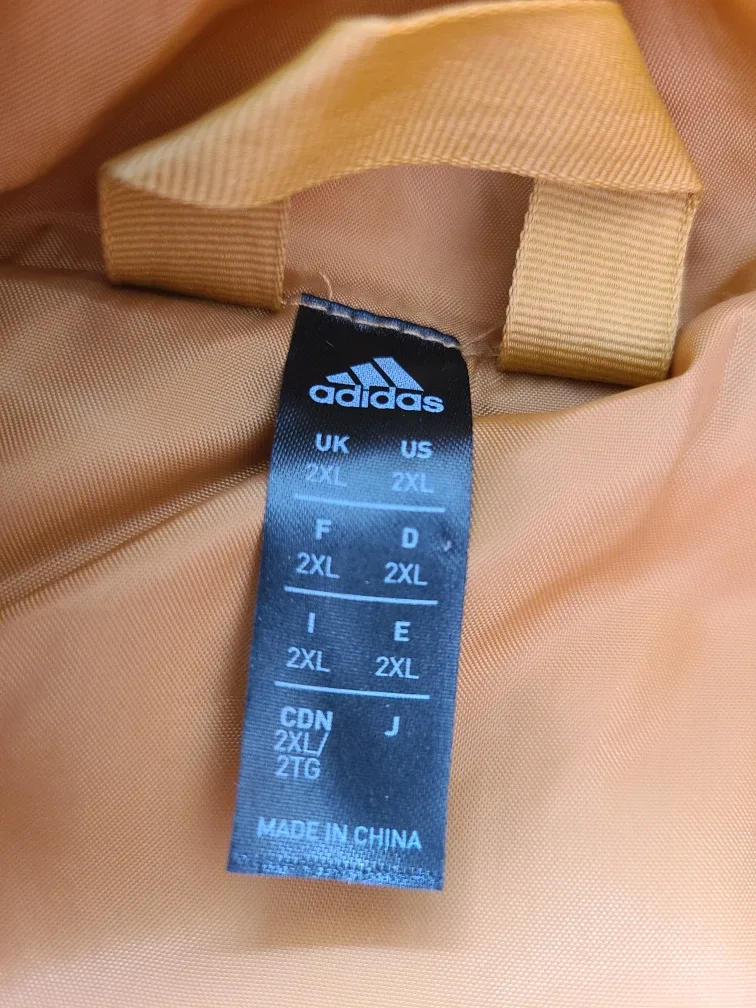 adidas
UK US
2XL 2XL
F D
2XL 2XL
I E
2XL 2XL
CDN J
2XL/
2TG
MADE IN CHINA